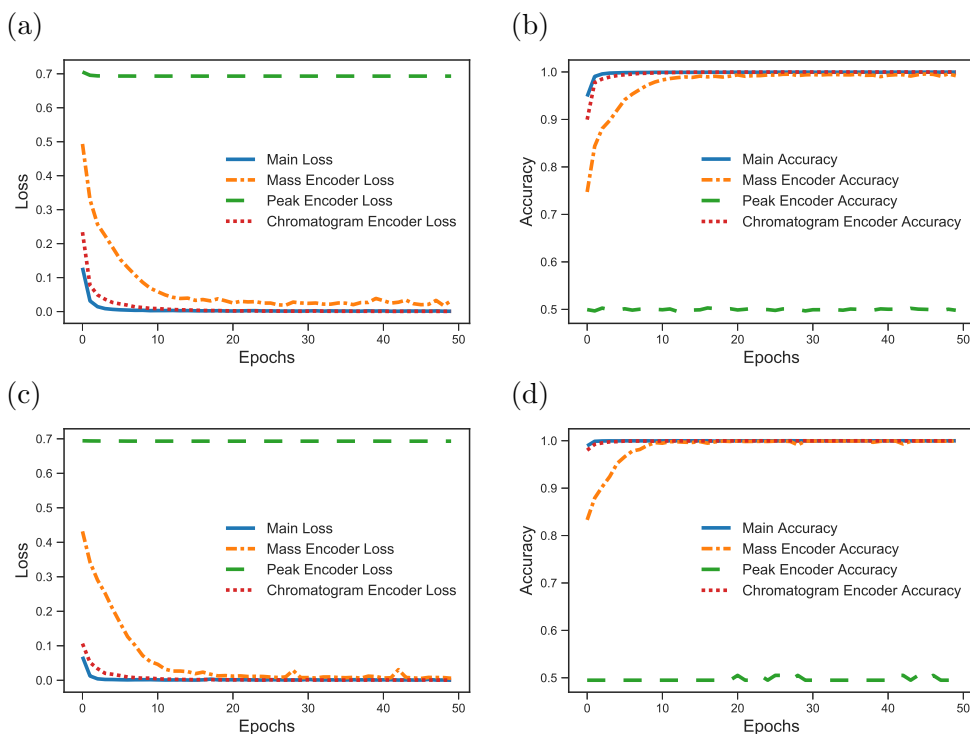 (a)
0.7
0.6
0.5
0.4
0.3
0.2
0.1
0.0
Loss
Main Loss
Mass Encoder Loss
Peak Encoder Loss
Chromatogram Encoder Loss
0 10 20 30 40 50
Epochs
(b)
1.0
0.9
0.8
0.7
0.6
0.5
Accuracy
Main Accuracy
Mass Encoder Accuracy
Peak Encoder Accuracy
Chromatogram Encoder Accuracy
0 10 20 30 40 50
Epochs
(c)
0.7
0.6
0.5
0.4
0.3
0.2
0.1
0.0
Loss
Main Loss
Mass Encoder Loss
Peak Encoder Loss
Chromatogram Encoder Loss
0 10 20 30 40 50
Epochs
(d)
1.0
0.9
0.8
0.7
0.6
0.5
Accuracy
Main Accuracy
Mass Encoder Accuracy
Peak Encoder Accuracy
Chromatogram Encoder Accuracy
0 10 20 30 40 50
Epochs